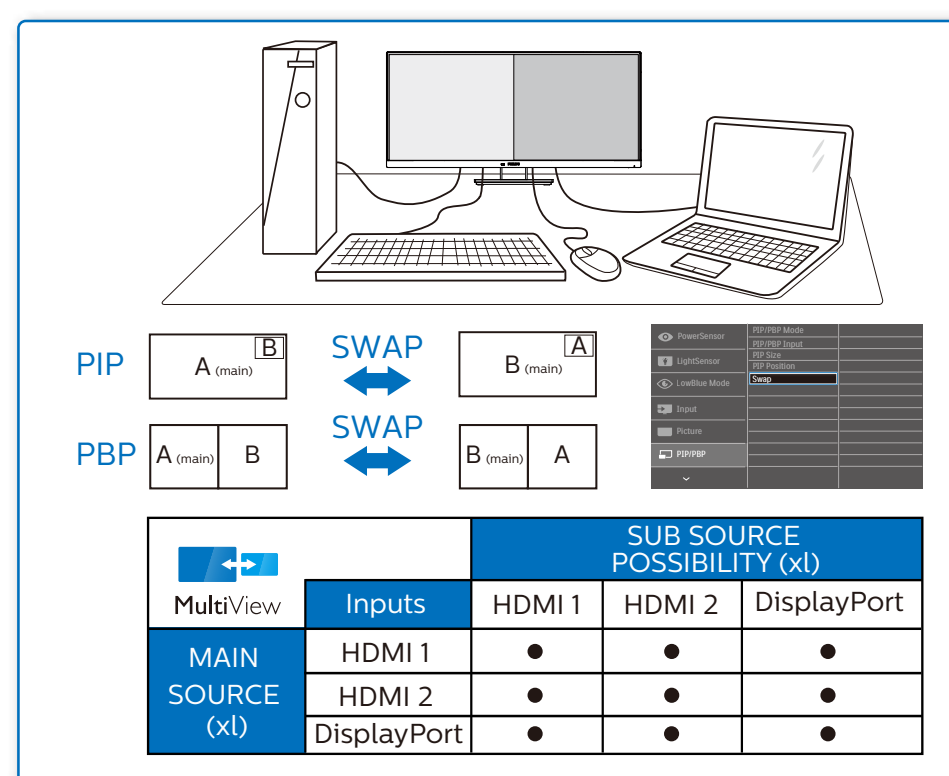 PHILIPS
PIP
A (main)
B
SWAP
B (main)
A
PBP
A (main)
B
SWAP
B (main)
A
PowerSensor
LightSensor
LowBlue Mode
Input
Picture
PIP/PBP
PIP/PBP Mode
PIP/PBP Input
PIP Size
PIP Position
Swap
MultiView
SUB SOURCE
POSSIBILITY (xl)
Inputs
HDMI 1
HDMI 2
DisplayPort
MAIN
SOURCE
(xl)
HDMI 1
● ● ●
HDMI 2
● ● ●
DisplayPort
● ● ●